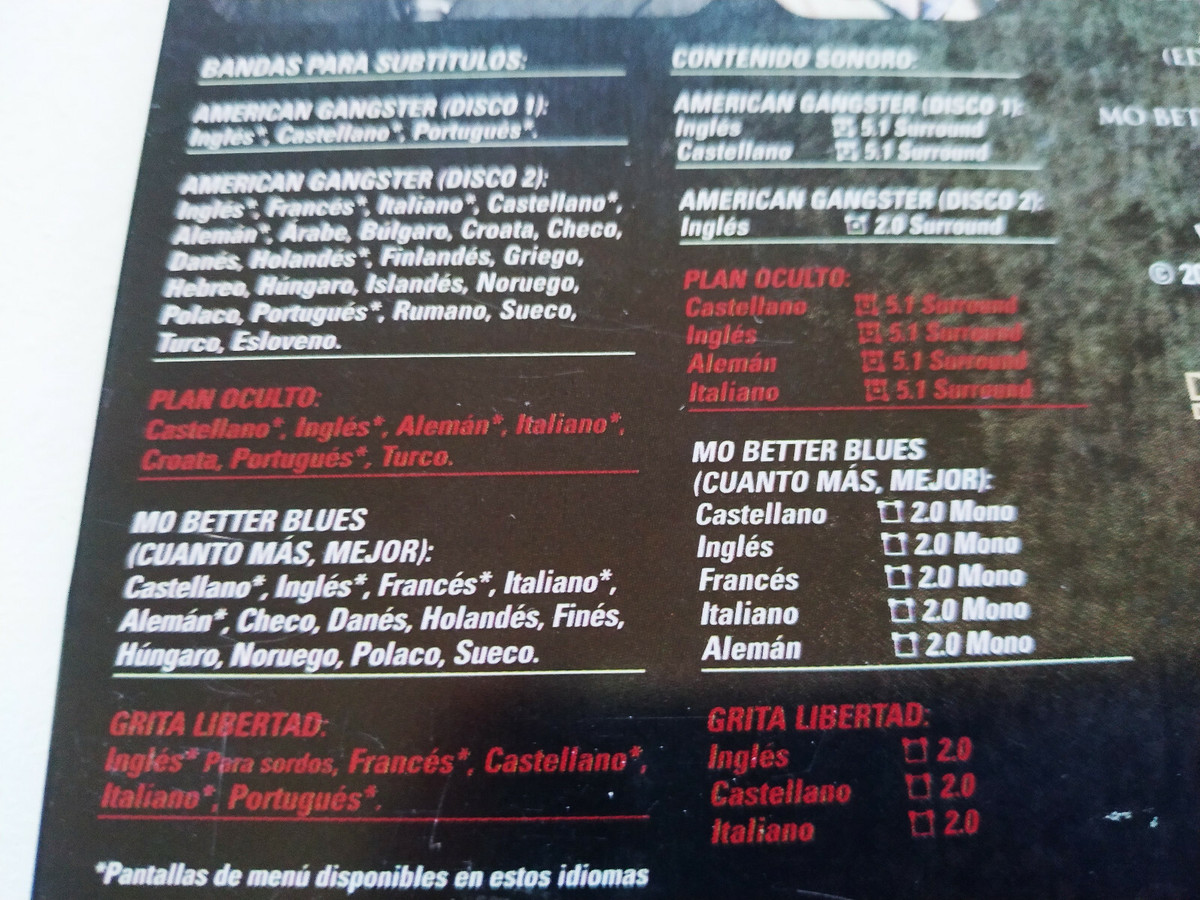 BANDAS PARA SUBTÍTULOS:
AMERICAN GANGSTER (DISCO 1):
Inglés*, Castellano*, Portugués*.
AMERICAN GANGSTER (DISCO 2):
Inglés*, Francés*, Italiano*, Castellano*,
Alemán*, Árabe, Búlgaro, Croata, Checo,
Danés, Holandés*, Finlandés, Griego,
Hebreo, Húngaro, Islandés, Noruego,
Polaco, Portugués*, Rumano, Sueco,
Turco, Esloveno.
PLAN OCULTO:
Castellano*, Inglés*, Alemán*, Italiano*,
Croata, Portugués*, Turco.
MO BETTER BLUES
(CUANTO MÁS, MEJOR):
Castellano*, Inglés*, Francés*, Italiano*,
Alemán*, Checo, Danés, Holandés, Finés,
Húngaro, Noruego, Polaco, Sueco.
GRITA LIBERTAD:
Inglés* Para sordos, Francés*, Castellano*,
Italiano*, Portugués*.
*Pantallas de menú disponibles en estos idiomas
CONTENIDO SONORO:
AMERICAN GANGSTER (DISCO 1):
Inglés 5.1 Surround
Castellano 5.1 Surround
AMERICAN GANGSTER (DISCO 2):
Inglés 2.0 Surround
PLAN OCULTO:
Castellano 5.1 Surround
Inglés 5.1 Surround
Alemán 5.1 Surround
Italiano 5.1 Surround
MO BETTER BLUES
(CUANTO MÁS, MEJOR):
Castellano 2.0 Mono
Inglés 2.0 Mono
Francés 2.0 Mono
Italiano 2.0 Mono
Alemán 2.0 Mono
GRITA LIBERTAD:
Inglés 2.0
Castellano 2.0
Italiano 2.0
MO
©